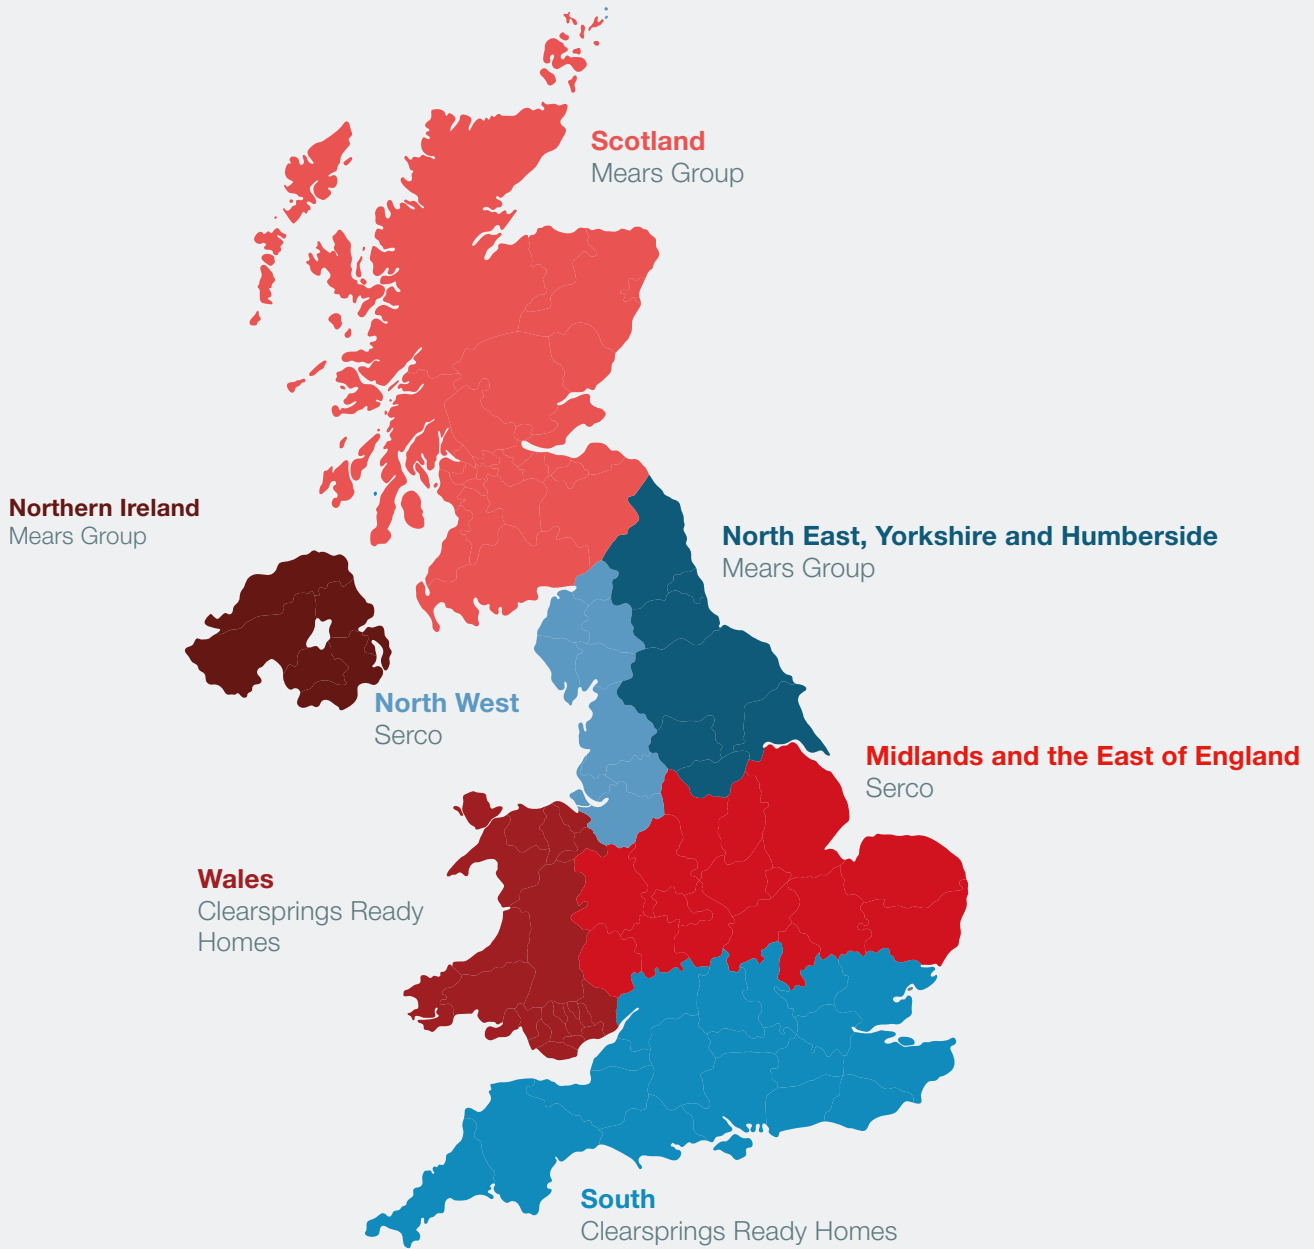 Scotland
Mears Group
Northern Ireland
Mears Group
North East, Yorkshire and Humberside
Mears Group
North West
Serco
Midlands and the East of England
Serco
Wales
Clearsprings Ready
Homes
South
Clearsprings Ready Homes